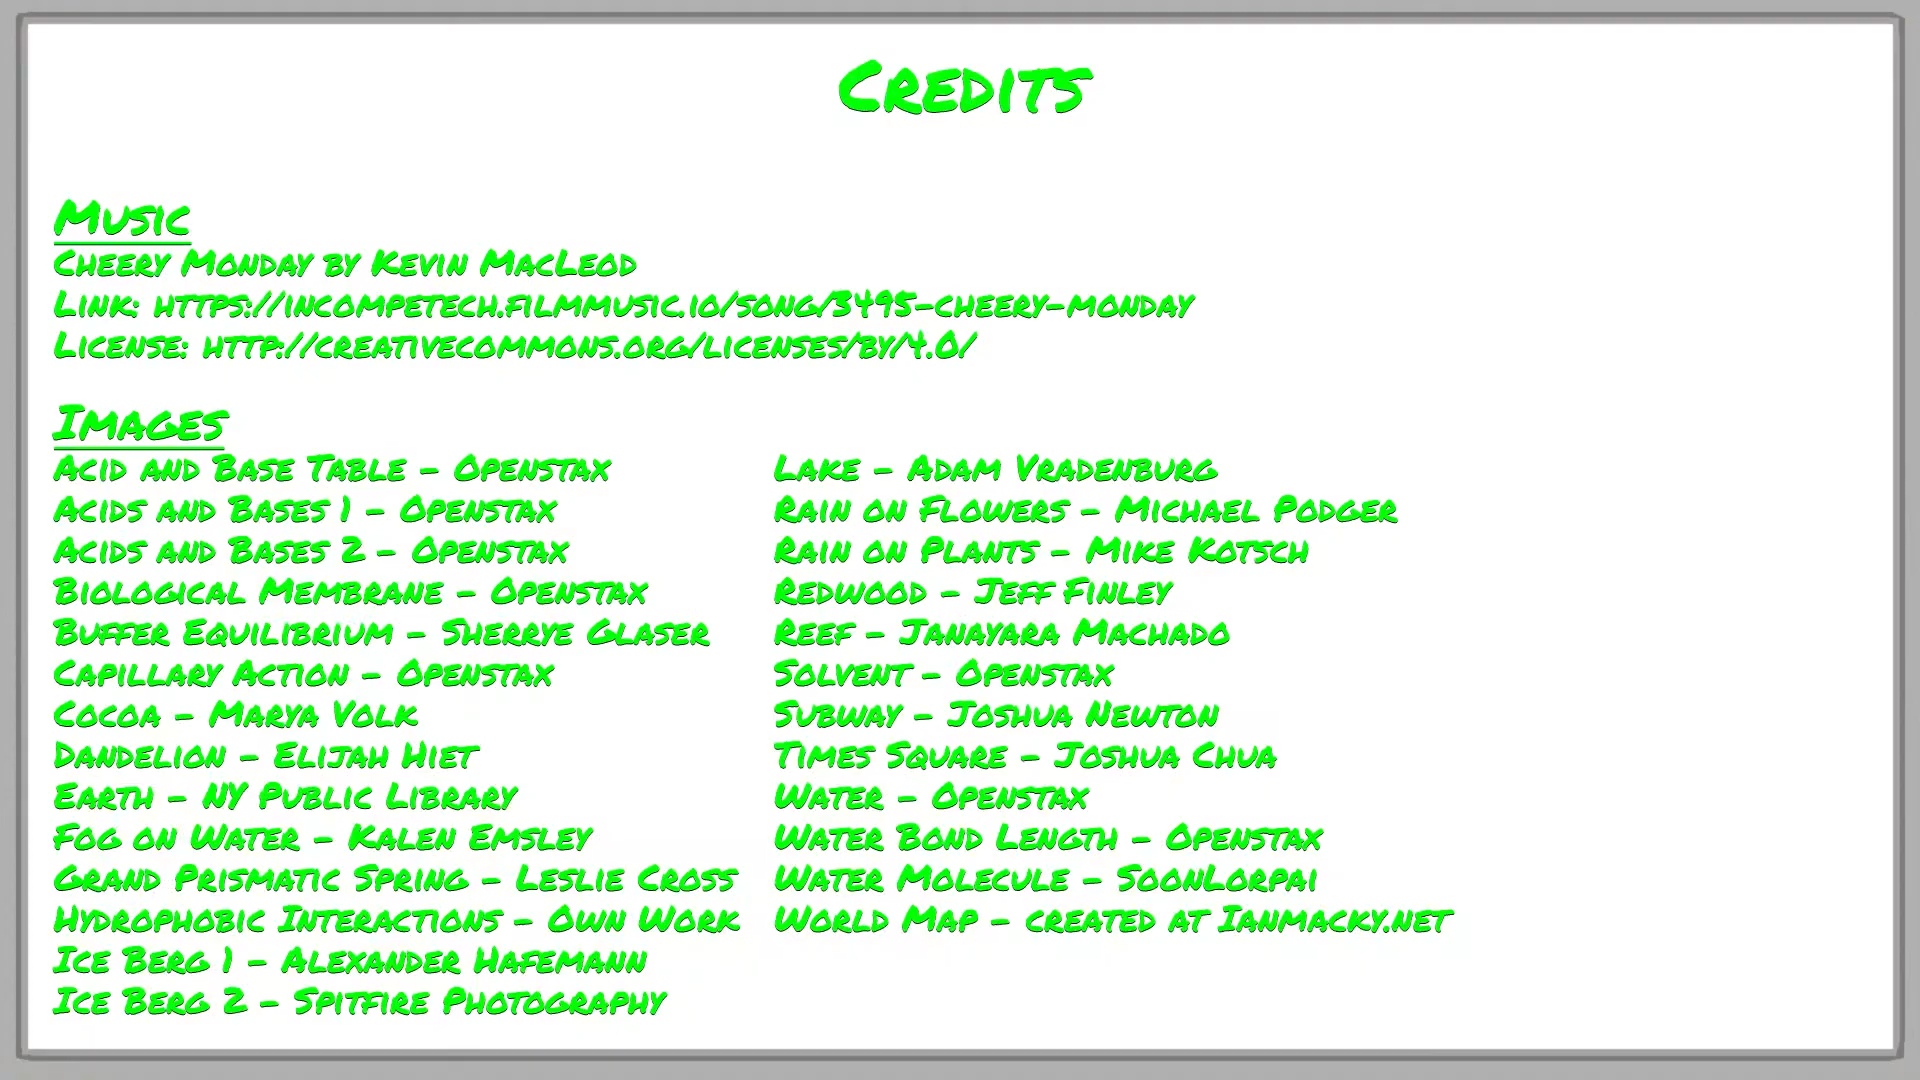 Credits
Music
Cheery Monday by Kevin MacLeod
Link: https://incompetech.filmmusic.io/song/3495-cheery-monday
License: http://creativecommons.org/licenses/by/4.0/
Images
Acid and Base Table - Openstax
Acids and Bases 1 - Openstax
Acids and Bases 2 - Openstax
Biological Membrane - Openstax
Buffer Equilibrium - Sherrye Glaser
Capillary Action - Openstax
Cocoa - Marya Volk
Dandelion - Elijah Hiet
Earth - NY Public Library
Fog on Water - Kalen Emsley
Grand Prismatic Spring - Leslie Cross
Hydrophobic Interactions - Own Work
Ice Berg 1 - Alexander Hafemann
Ice Berg 2 - Spitfire Photography
Lake - Adam Vradenburg
Rain on Flowers - Michael Podger
Rain on Plants - Mike Kotsch
Redwood - Jeff Finley
Reef - Janayara Machado
Solvent - Openstax
Subway - Joshua Newton
Times Square - Joshua Chua
Water - Openstax
Water Bond Length - Openstax
Water Molecule - SoonLorpai
World Map - created at Ianmacky.net